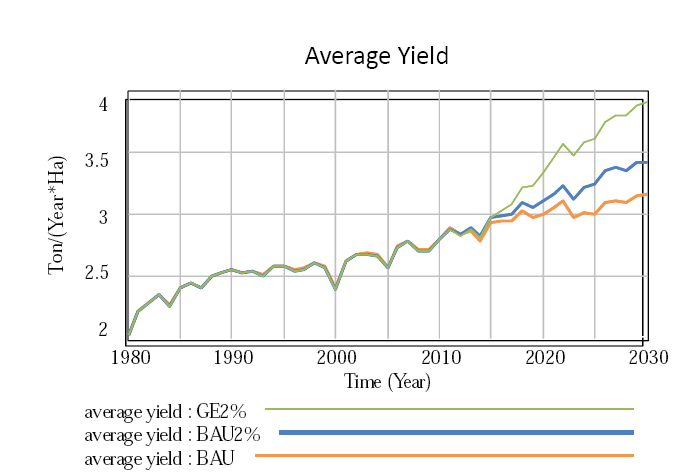 Average Yield
4
3.5
3
2.5
2
Ton/(Year*Ha)
1980 1990 2000 2010 2020 2030
Time (Year)
average yield : GE2%
average yield : BAU2%
average yield : BAU